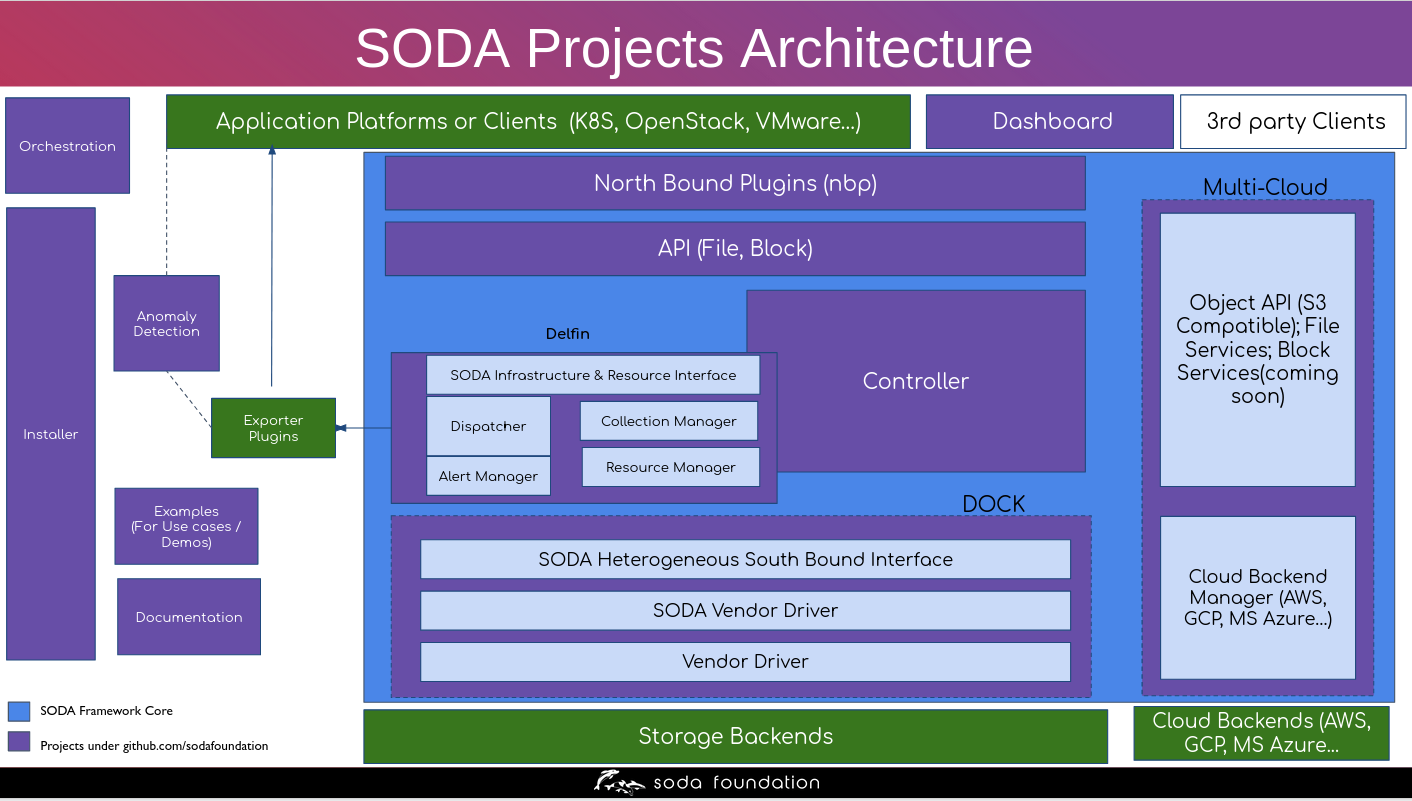 SODA Projects Architecture
Orchestration
Application Platforms or Clients (K8S, OpenStack, VMware...)
Dashboard
3rd party Clients
North Bound Plugins (nbp)
Multi-Cloud
API (File, Block)
Installer
Anomaly
Detection
Exporter
Plugins
Examples
(For Use cases /
Demos)
Documentation
Delfin
SODA Infrastructure & Resource Interface
Dispatcher
Collection Manager
Alert Manager
Resource Manager
Controller
Object API (S3
Compatible); File
Services; Block
Services(coming
soon)
DOCK
SODA Heterogeneous South Bound Interface
SODA Vendor Driver
Vendor Driver
Cloud Backend
Manager (AWS,
GCP, MS Azure...)
SODA Framework Core
Projects under github.com/sodafoundation
Storage Backends
Cloud Backends (AWS,
GCP, MS Azure...
soda foundation